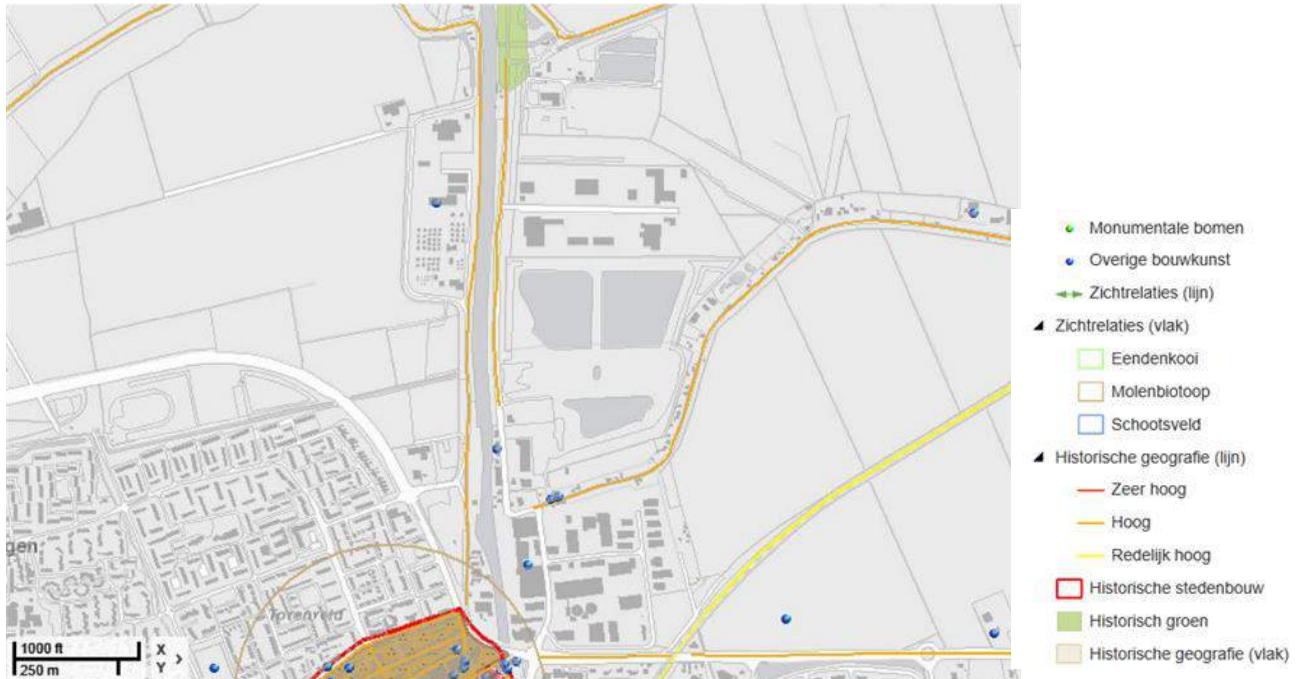 gen
Torenveld
1000 ft
250 m
X
Y
Monumentale bomen
Overige bouwkunst
Zichtrelaties (lijn)
Zichtrelaties (vlak)
Eendenkooi
Molenbiotoop
Schootsveld
Historische geografie (lijn)
Zeer hoog
Hoog
Redelijk hoog
Historische stedenbouw
Historisch groen
Historische geografie (vlak)